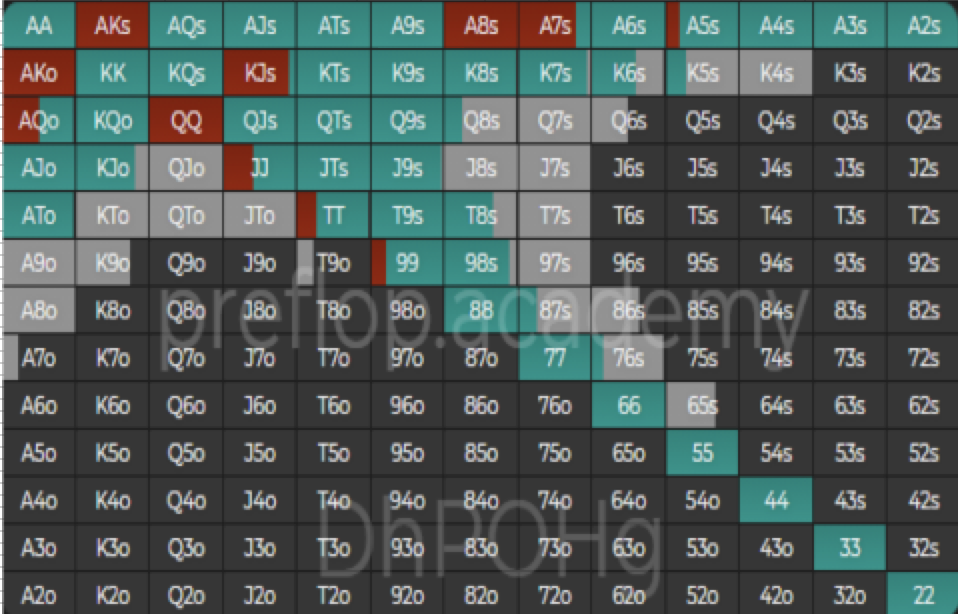 AA AKs AQs AJs ATs A9s A8s A7s A6s A5s A4s A3s A2s
AKo KK KQs KJs KTs K9s K8s K7s K6s K5s K4s K3s K2s
AQo KQo QQ QJs QTs Q9s Q8s Q7s Q6s Q5s Q4s Q3s Q2s
AJo KJo QJo JJ JTs J9s J8s J7s J6s J5s J4s J3s J2s
ATo KTo QTo JTo TT T9s T8s T7s T6s T5s T4s T3s T2s
A9o K9o Q9o J9o T9o 99 98s 97s 96s 95s 94s 93s 92s
A8o K8o Q8o J8o T8o 98o 88 87s 86s 85s 84s 83s 82s
preflop.academy
A7o K7o Q7o J7o T7o 97o 87o 77 76s 75s 74s 73s 72s
A6o K6o Q6o J6o T6o 96o 86o 76o 66 65s 64s 63s 62s
A5o K5o Q5o J5o T5o 95o 85o 75o 65o 55 54s 53s 52s
A4o K4o Q4o J4o T4o 94o 84o 74o 64o 54o 44 43s 42s
DhPOHg
A3o K3o Q3o J3o T3o 93o 83o 73o 63o 53o 43o 33 32s
A2o K2o Q2o J2o T2o 92o 82o 72o 62o 52o 42o 32o 22